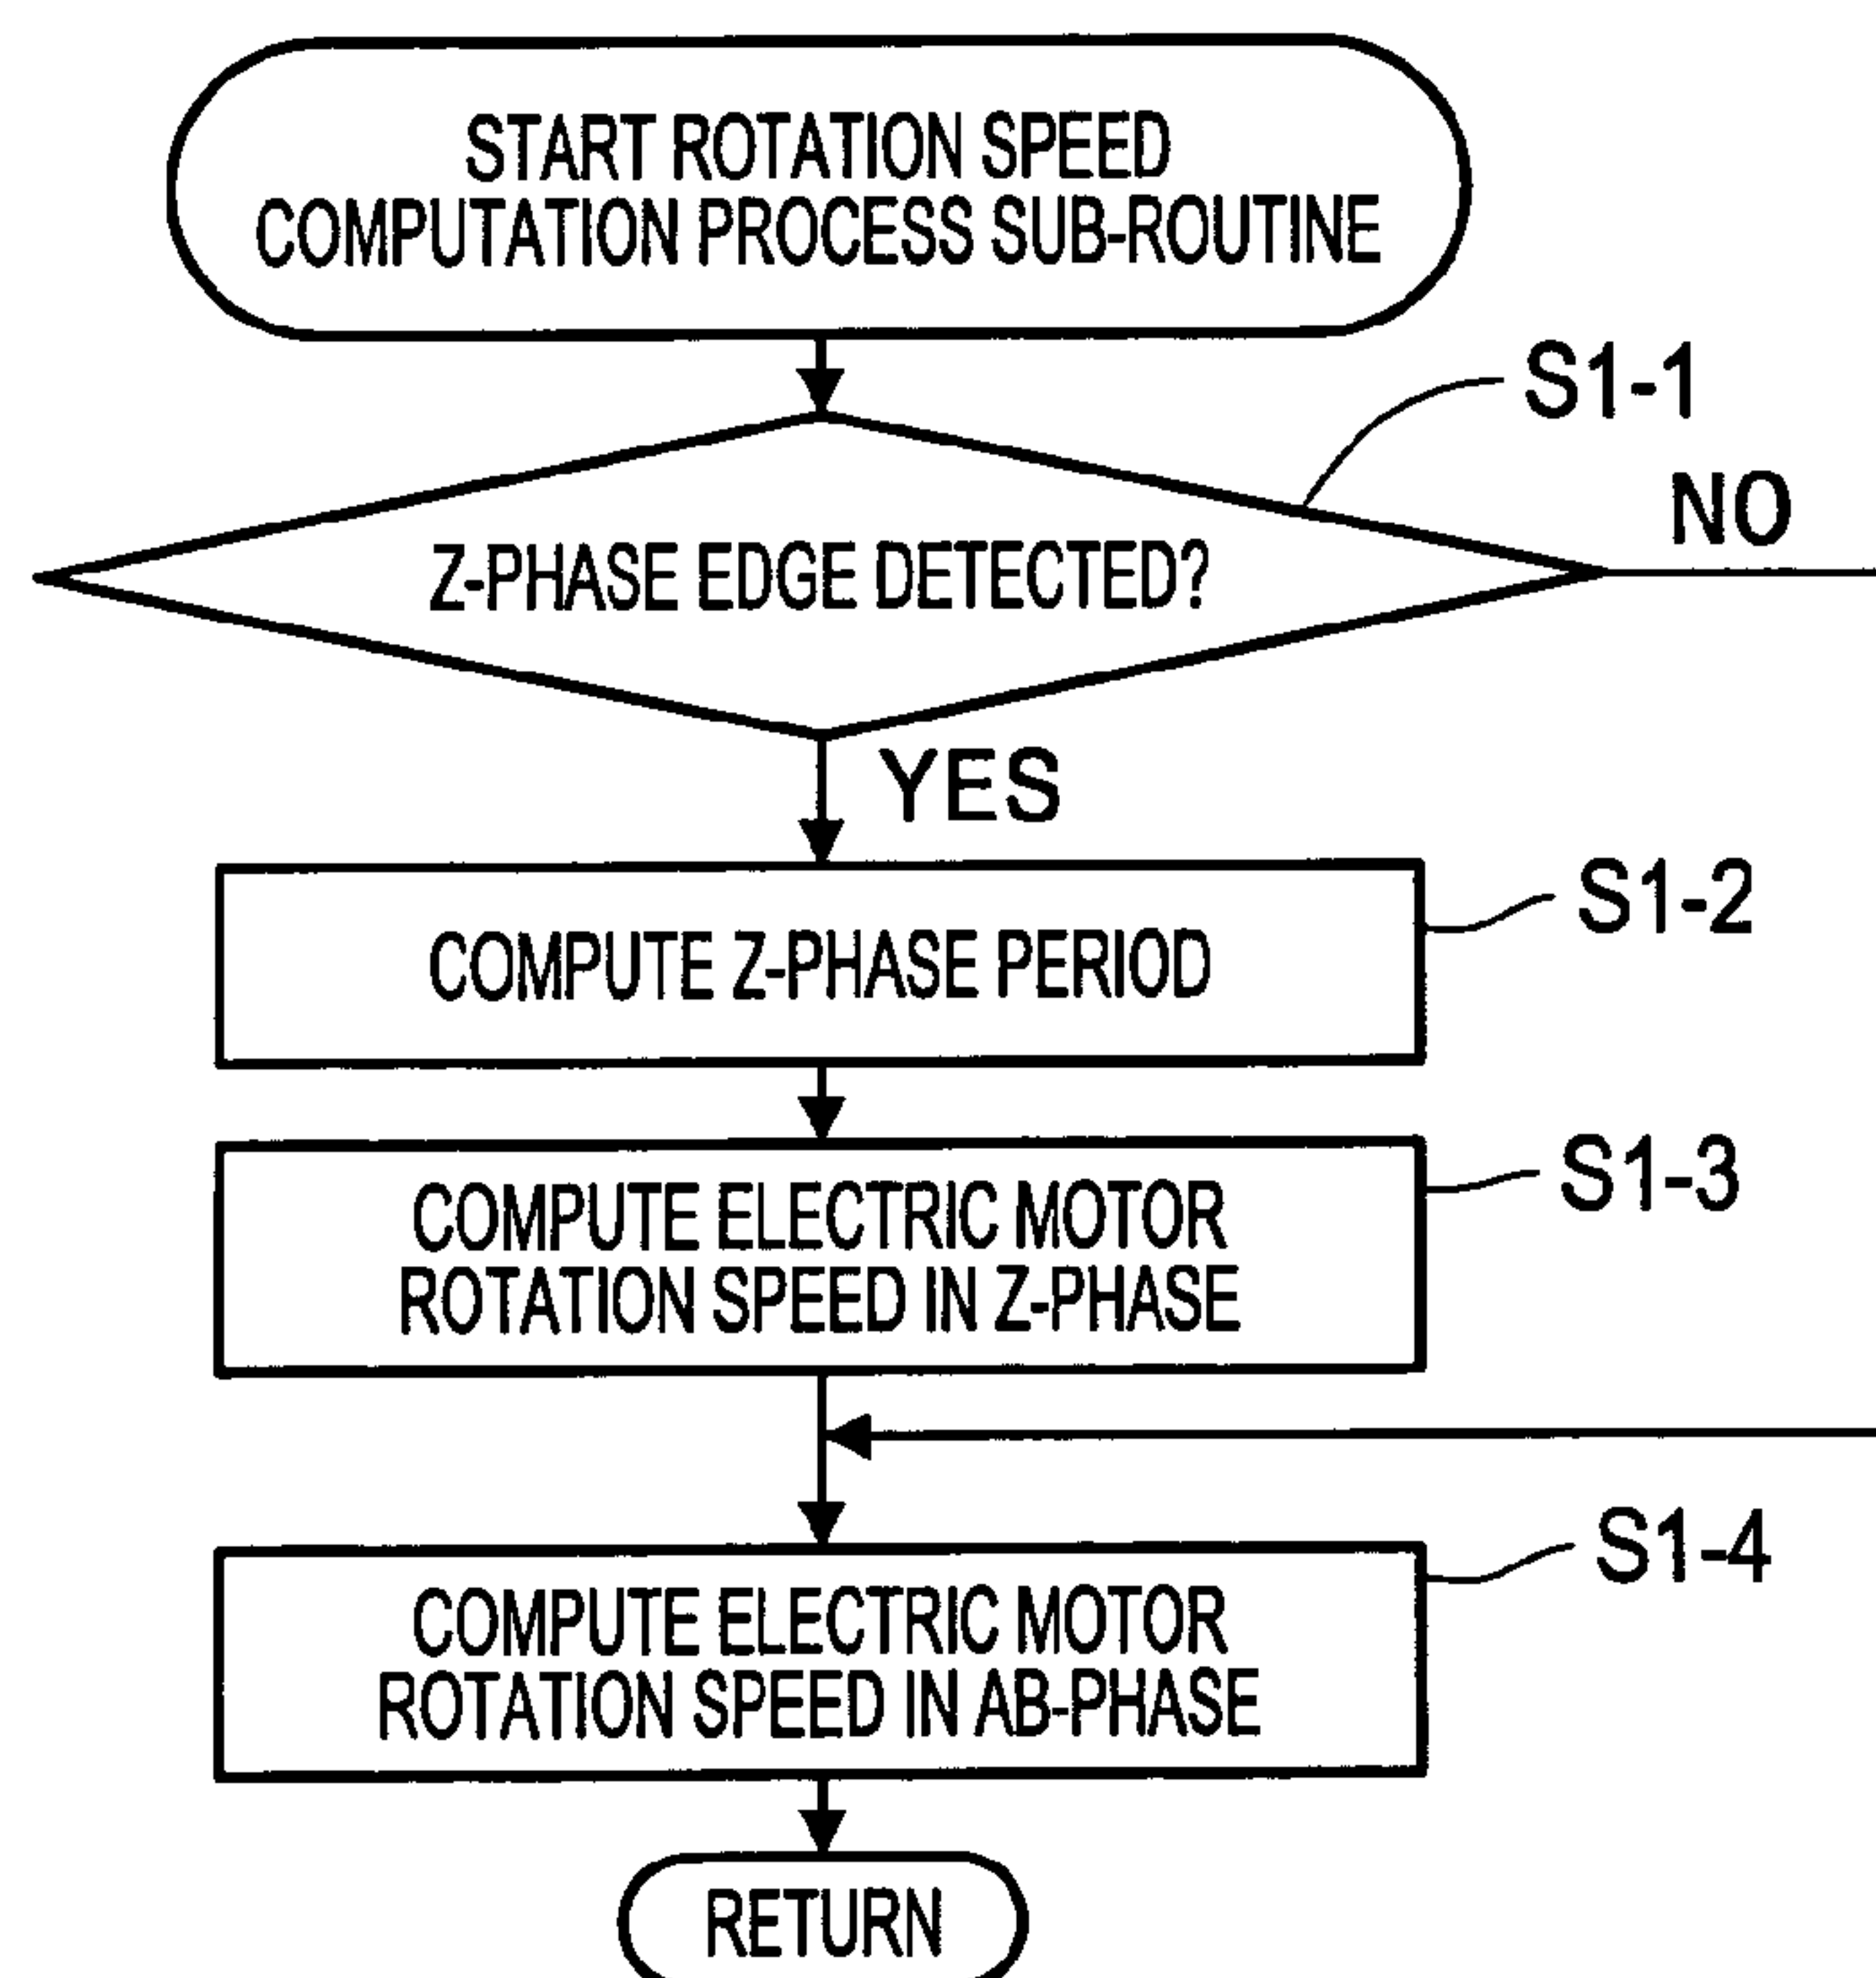 START ROTATION SPEED
COMPUTATION PROCESS SUB-ROUTINE
S1-1
NO
Z-PHASE EDGE DETECTED?
YES
S1-2
COMPUTE Z-PHASE PERIOD
S1-3
COMPUTE ELECTRIC MOTOR
ROTATION SPEED IN Z-PHASE
S1-4
COMPUTE ELECTRIC MOTOR
ROTATION SPEED IN AB-PHASE
RETURN